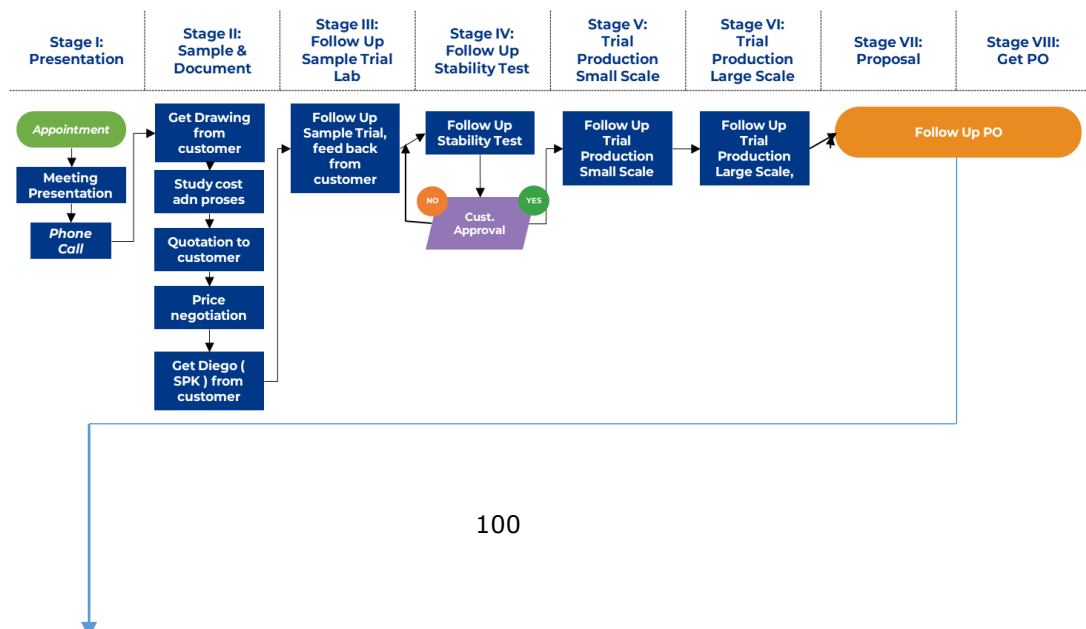 Stage I:
Presentation
Stage II:
Sample &
Document
Stage III:
Follow Up
Sample Trial
Lab
Stage IV:
Follow Up
Stability Test
Stage V:
Trial
Production
Small Scale
Stage VI:
Trial
Production
Large Scale
Stage VII:
Proposal
Stage VIII:
Get PO
Appointment
Meeting
Presentation
Phone
Call
Get Drawing
from
customer
Study cost
adn proses
Quotation to
customer
Price
negotiation
Get Diego (
SPK ) from
customer
Follow Up
Sample Trial,
feed back
from
customer
Follow Up
Stability Test
NO
YES
Cust.
Approval
Follow Up
Trial
Production
Small Scale
Follow Up
Trial
Production
Large Scale,
Follow Up PO
100